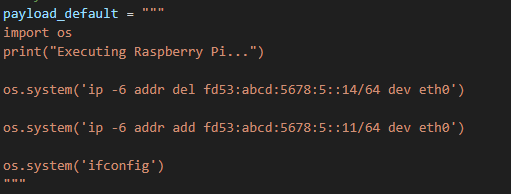 payload_default = """
import os
print("Executing Raspberry Pi...")
os.system('ip -6 addr del fd53:abcd:5678:5::14/64 dev eth0')
os.system('ip -6 addr add fd53:abcd:5678:5::11/64 dev eth0')
os.system('ifconfig')
"""